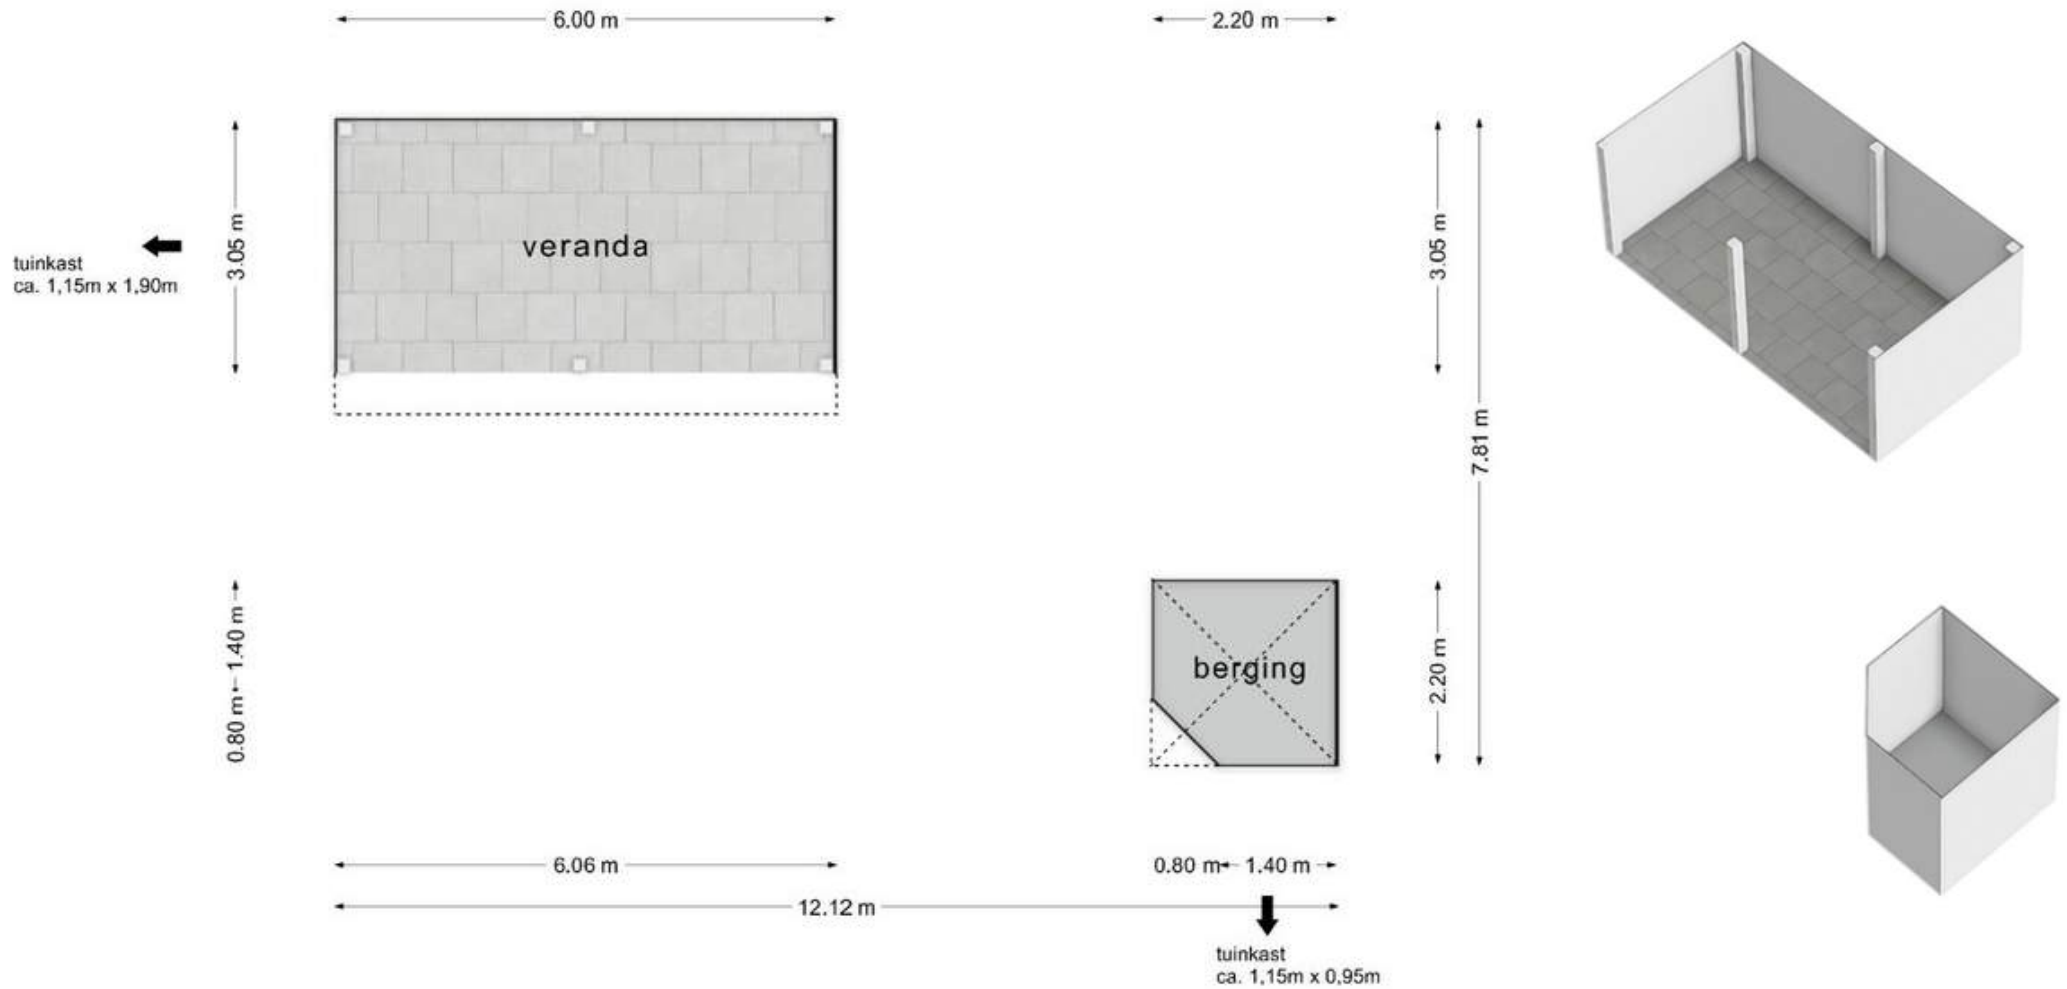 6.00 m
2.20 m
veranda
3.05 m
tuinkast
ca. 1,15m x 1,90m
3.05 m
7.81 m
1.40 m
0.80 m
berging
2.20 m
6.06 m
0.80 m
1.40 m
12.12 m
tuinkast
ca. 1,15m x 0,95m